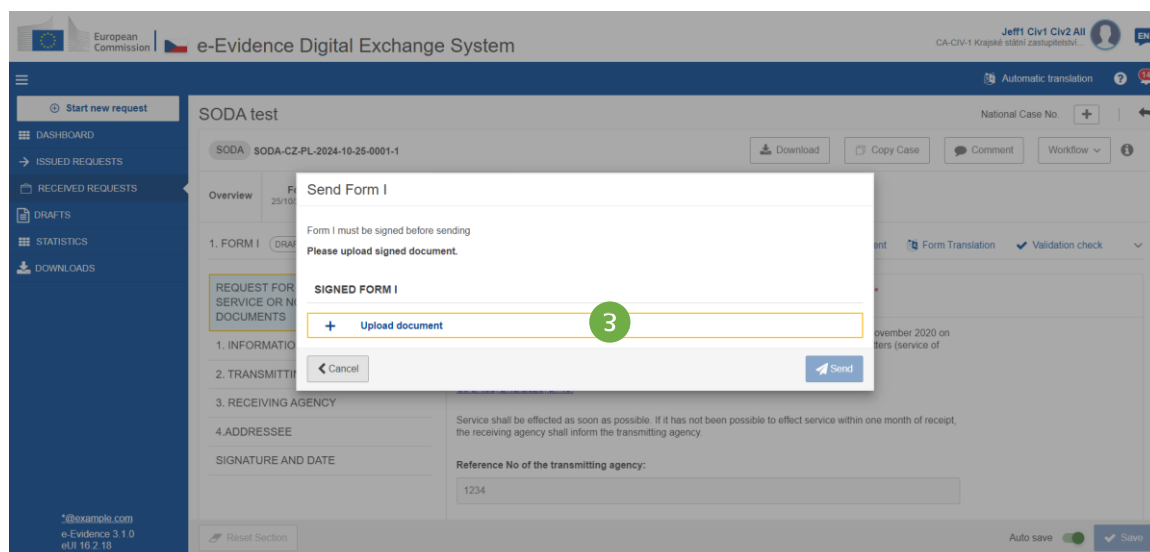 European
Commission
e-Evidence Digital Exchange System
Jeff1 Civ1 Civ2 All
CA-CIV-1 Krajské státní zastupitelství...
EN
Automatic translation
14
Start new request
DASHBOARD
ISSUED REQUESTS
RECEIVED REQUESTS
DRAFTS
STATISTICS
DOWNLOADS
*@example.com
e-Evidence 3.1.0
eUI 16.2.18
SODA test
National Case No.
SODA SODA-CZ-PL-2024-10-25-0001-1
Download
Copy Case
Comment
Workflow
Overview
25/10/
1. FORM I
Form Translation
Validation check
Send Form I
Form I must be signed before sending
Please upload signed document.
SIGNED FORM I
+ Upload document
3
Cancel
Send
REQUEST FOR
SERVICE OR
DOCUMENTS
1.
2.
3. RECEIVING AGENCY
4.ADDRESSEE
SIGNATURE AND DATE
November 2020 on
(service of
Service shall be effected as soon as possible. If it has not been possible to effect service within one month of receipt,
the receiving agency shall inform the transmitting agency.
Reference No of the transmitting agency:
1234
Reset Section
Auto save
Save